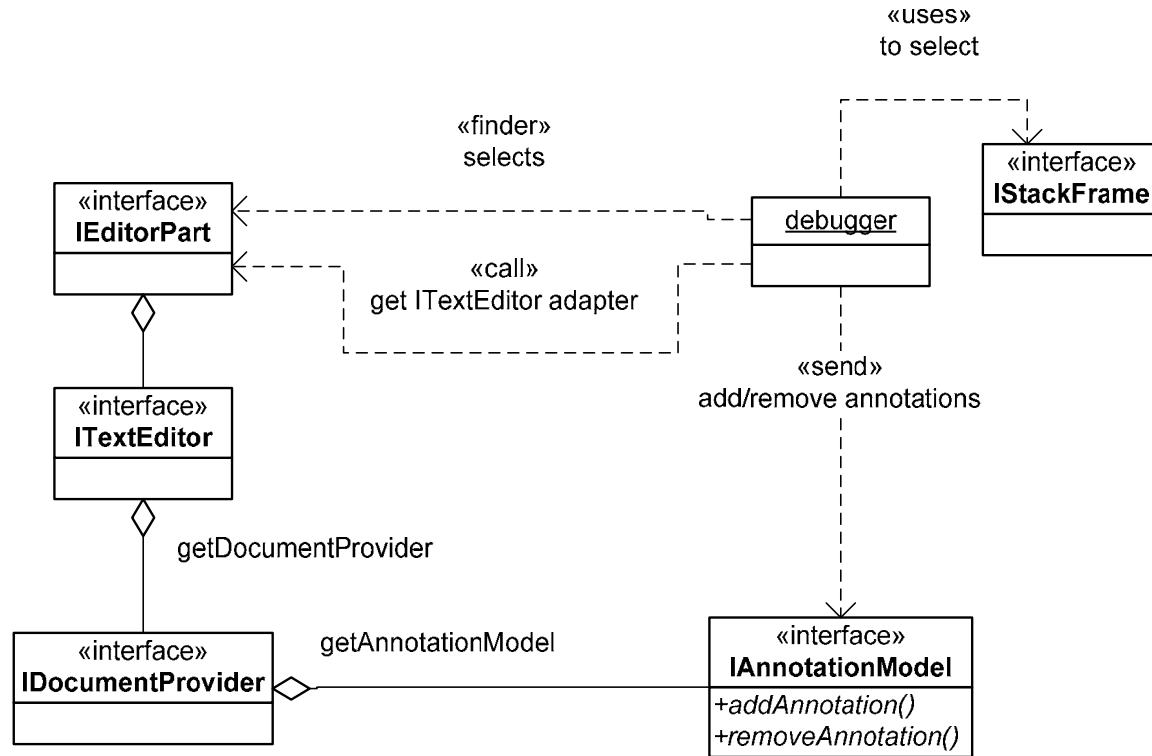 «uses»
to select
«finder»
selects
«interface»
IStackFrame
«interface»
IEditorPart
debugger
«call»
get ITextEditor adapter
«send»
add/remove annotations
«interface»
ITextEditor
getDocumentProvider
«interface»
IDocumentProvider
getAnnotationModel
«interface»
IAnnotationModel
+addAnnotation()
+removeAnnotation()